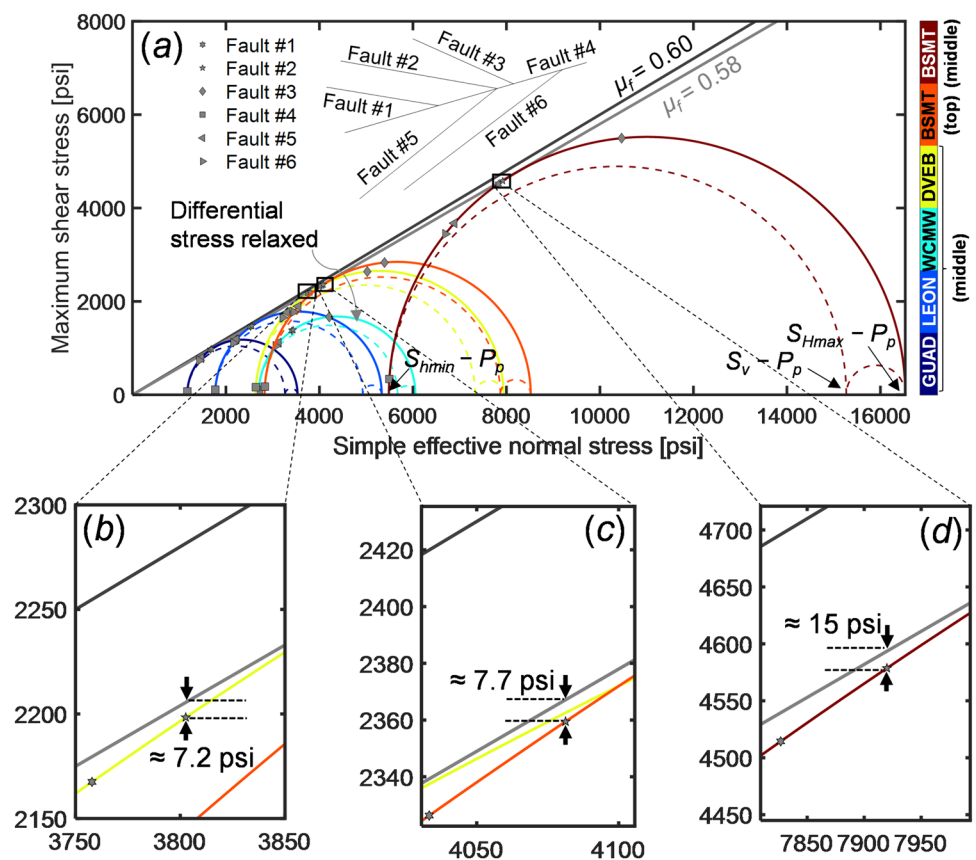 (a)
Fault #1
Fault #2
Fault #3
Fault #4
Fault #5
Fault #6
Fault #3
Fault #4
Fault #2
Fault #1
Fault #6
Fault #5
μf = 0.60
μf = 0.58
Differential
stress relaxed
Shmin – Pp
Sv – Pp
SHmax – Pp
8000
6000
4000
2000
0
Maximum shear stress [psi]
2000
4000
6000
8000
10000
12000
14000
16000
Simple effective normal stress [psi]
BSMT
(middle)
BSMT
(top)
DVEB
WCMW
LEON
GUAD
(middle)
(b)
2300
2250
2200
2150
≈ 7.2 psi
3750
3800
3850
(c)
2420
2400
2380
2360
2340
≈ 7.7 psi
4050
4100
(d)
4700
4650
4600
4550
4500
4450
≈ 15 psi
7850
7900
7950